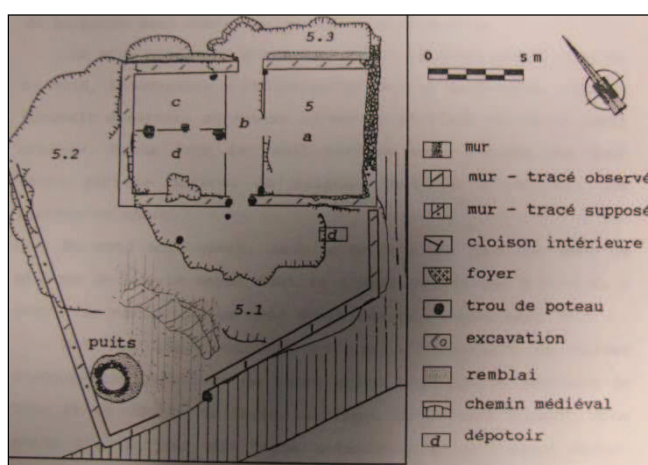 5.3
c
b
5
a
5.2
d
d
5.1
puits
0 5 m
mur
mur - tracé observé
mur - tracé supposé
cloison intérieure
foyer
trou de poteau
excavation
remblai
chemin médiéval
d dépotoir